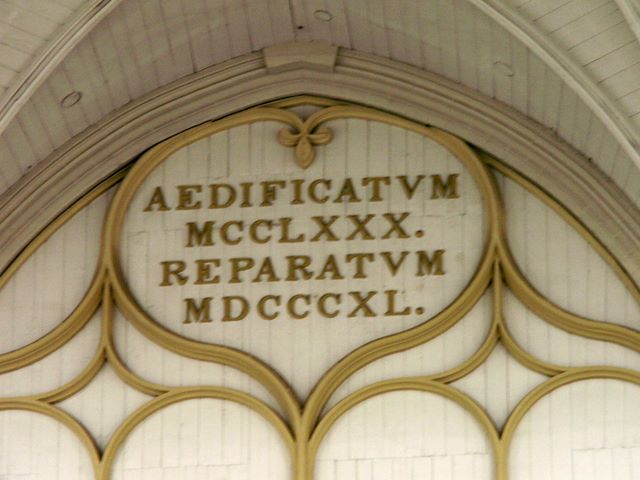 AEDIFICATVM
MCCLXXX.
REPARATVM
MDCCCXL.